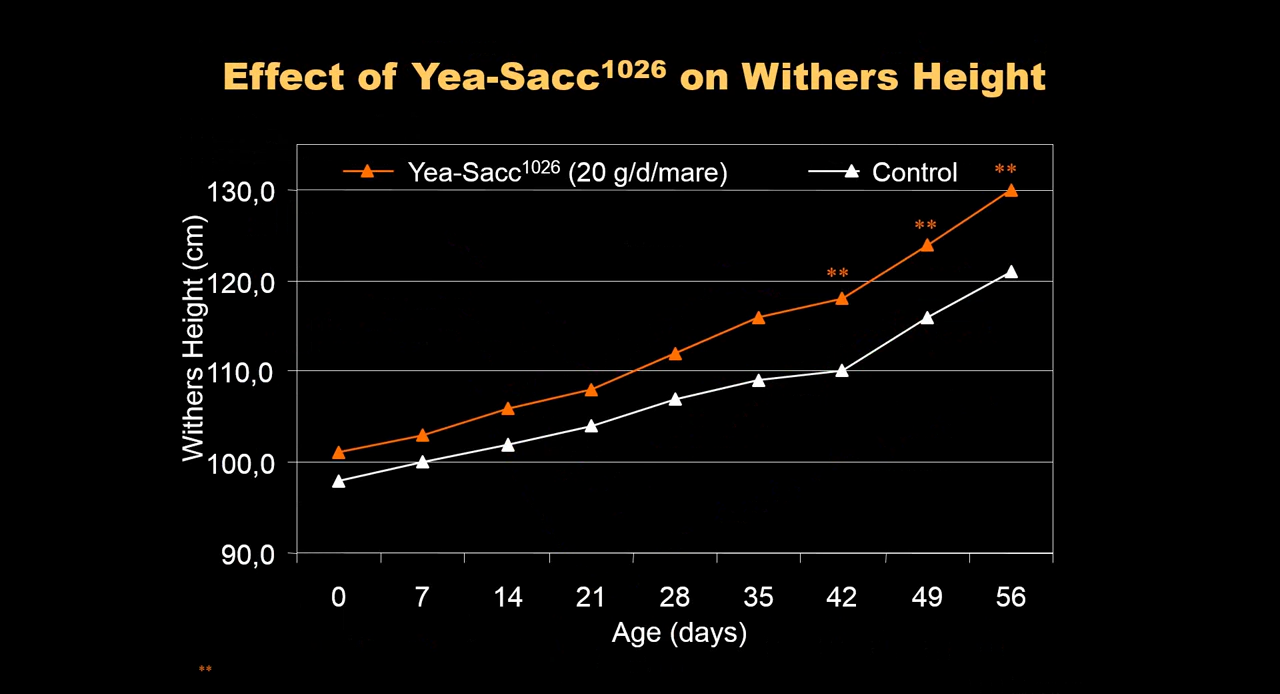 Effect of Yea-Sacc¹⁰²⁶ on Withers Height
Yea-Sacc¹⁰²⁶ (20 g/d/mare)
Control
**
130,0
**
**
120,0
110,0
100,0
90,0
Withers Height (cm)
0 7 14 21 28 35 42 49 56
Age (days)
**